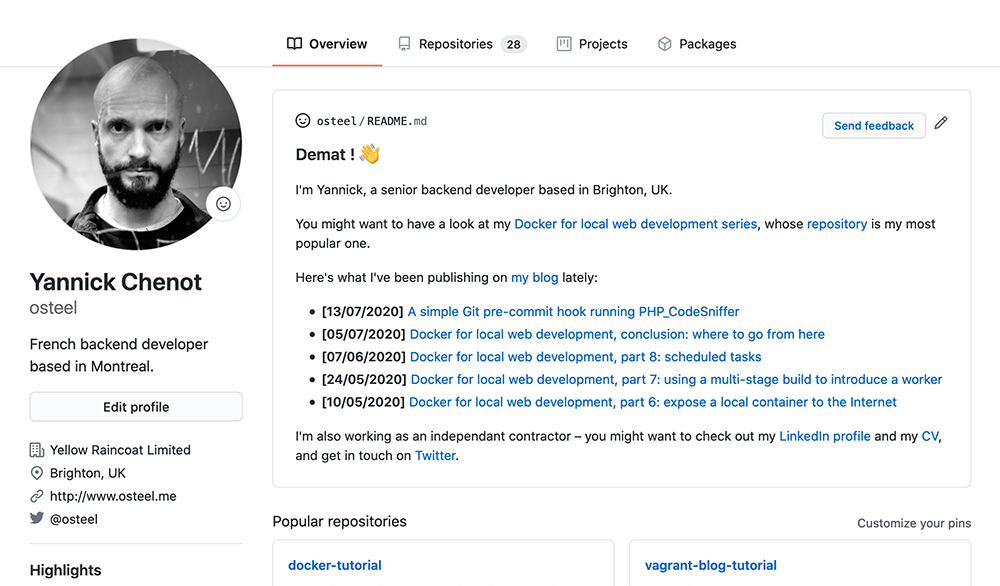 Overview
Repositories 28
Projects
Packages
osteel/README.md
Send feedback
Demat ! 👋
I'm Yannick, a senior backend developer based in Brighton, UK.
You might want to have a look at my Docker for local web development series, whose repository is my most
popular one.
Here's what I've been publishing on my blog lately:
• [13/07/2020] A simple Git pre-commit hook running PHP_CodeSniffer
• [05/07/2020] Docker for local web development, conclusion: where to go from here
• [07/06/2020] Docker for local web development, part 8: scheduled tasks
• [24/05/2020] Docker for local web development, part 7: using a multi-stage build to introduce a worker
• [10/05/2020] Docker for local web development, part 6: expose a local container to the Internet
I'm also working as an independant contractor – you might want to check out my LinkedIn profile and my CV,
and get in touch on Twitter.
Yannick Chenot
osteel
French backend developer
based in Montreal.
Edit profile
Yellow Raincoat Limited
Brighton, UK
http://www.osteel.me
@osteel
Highlights
Popular repositories
Customize your pins
docker-tutorial
vagrant-blog-tutorial